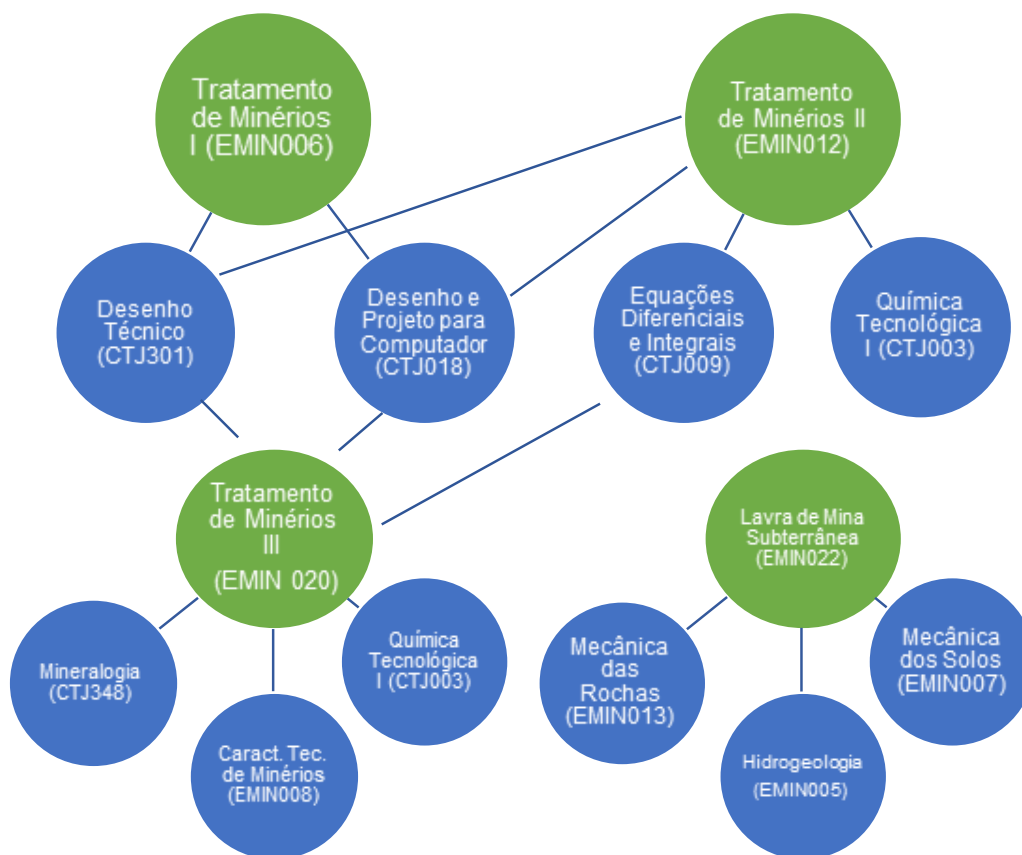 Tratamento
de Minérios
I (EMIN006)
Tratamento
de Minérios II
(EMIN012)
Desenho
Técnico
(CTJ301)
Desenho e
Projeto para
Computador
(CTJ018)
Equações
Diferenciais
e Integrais
(CTJ009)
Química
Tecnológica
I (CTJ003)
Tratamento
de Minérios
III
(EMIN 020)
Lavra de Mina
Subterrânea
(EMIN022)
Mineralogia
(CTJ348)
Caract. Tec.
de Minérios
(EMIN008)
Química
Tecnológica
I (CTJ003)
Mecânica
das
Rochas
(EMIN013)
Hidrogeologia
(EMIN005)
Mecânica
dos Solos
(EMIN007)